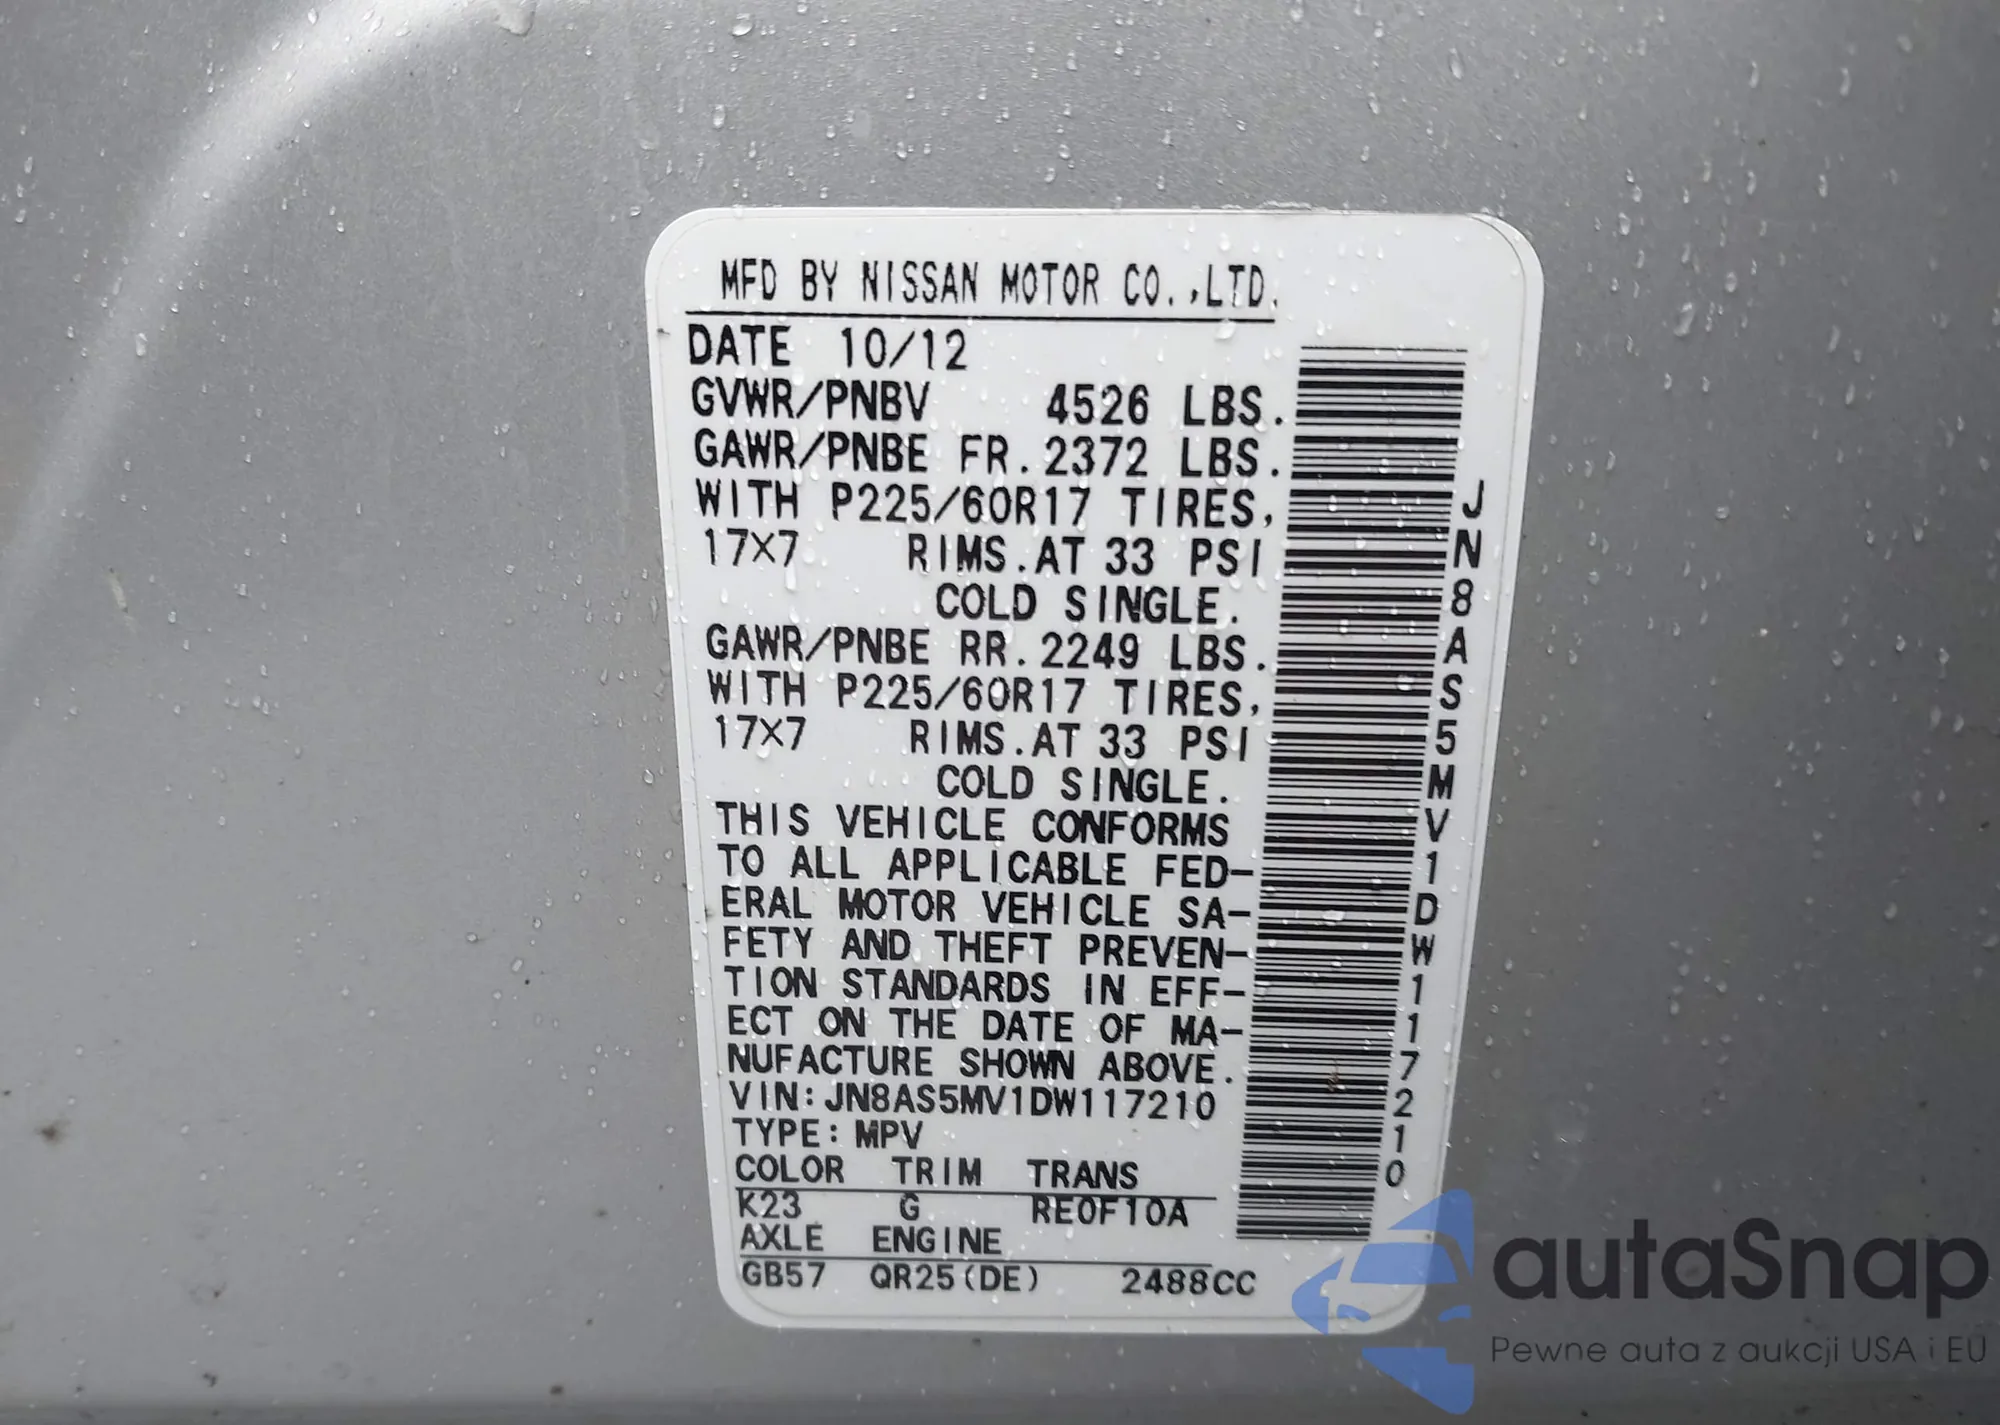 MFD BY NISSAN MOTOR CO.,LTD.
DATE 10/12
GVWR/PNBV 4526 LBS.
GAWR/PNBE FR.2372 LBS.
WITH P225/60R17 TIRES,
17X7 RIMS.AT 33 PSI
COLD SINGLE.
GAWR/PNBE RR.2249 LBS.
WITH P225/60R17 TIRES,
17X7 RIMS.AT 33 PSI
COLD SINGLE.
THIS VEHICLE CONFORMS
TO ALL APPLICABLE FED-
ERAL MOTOR VEHICLE SA-
FETY AND THEFT PREVEN-
TION STANDARDS IN EFF-
ECT ON THE DATE OF MA-
NUFACTURE SHOWN ABOVE.
VIN:JN8AS5MV1DW117210
TYPE:MPV
COLOR TRIM TRANS
K23 G RE0F10A
AXLE ENGINE
GB57 QR25(DE) 2488CC
JN8AS5MV1DW117210
autaSnap
Pewne auta z aukcji USA i EU